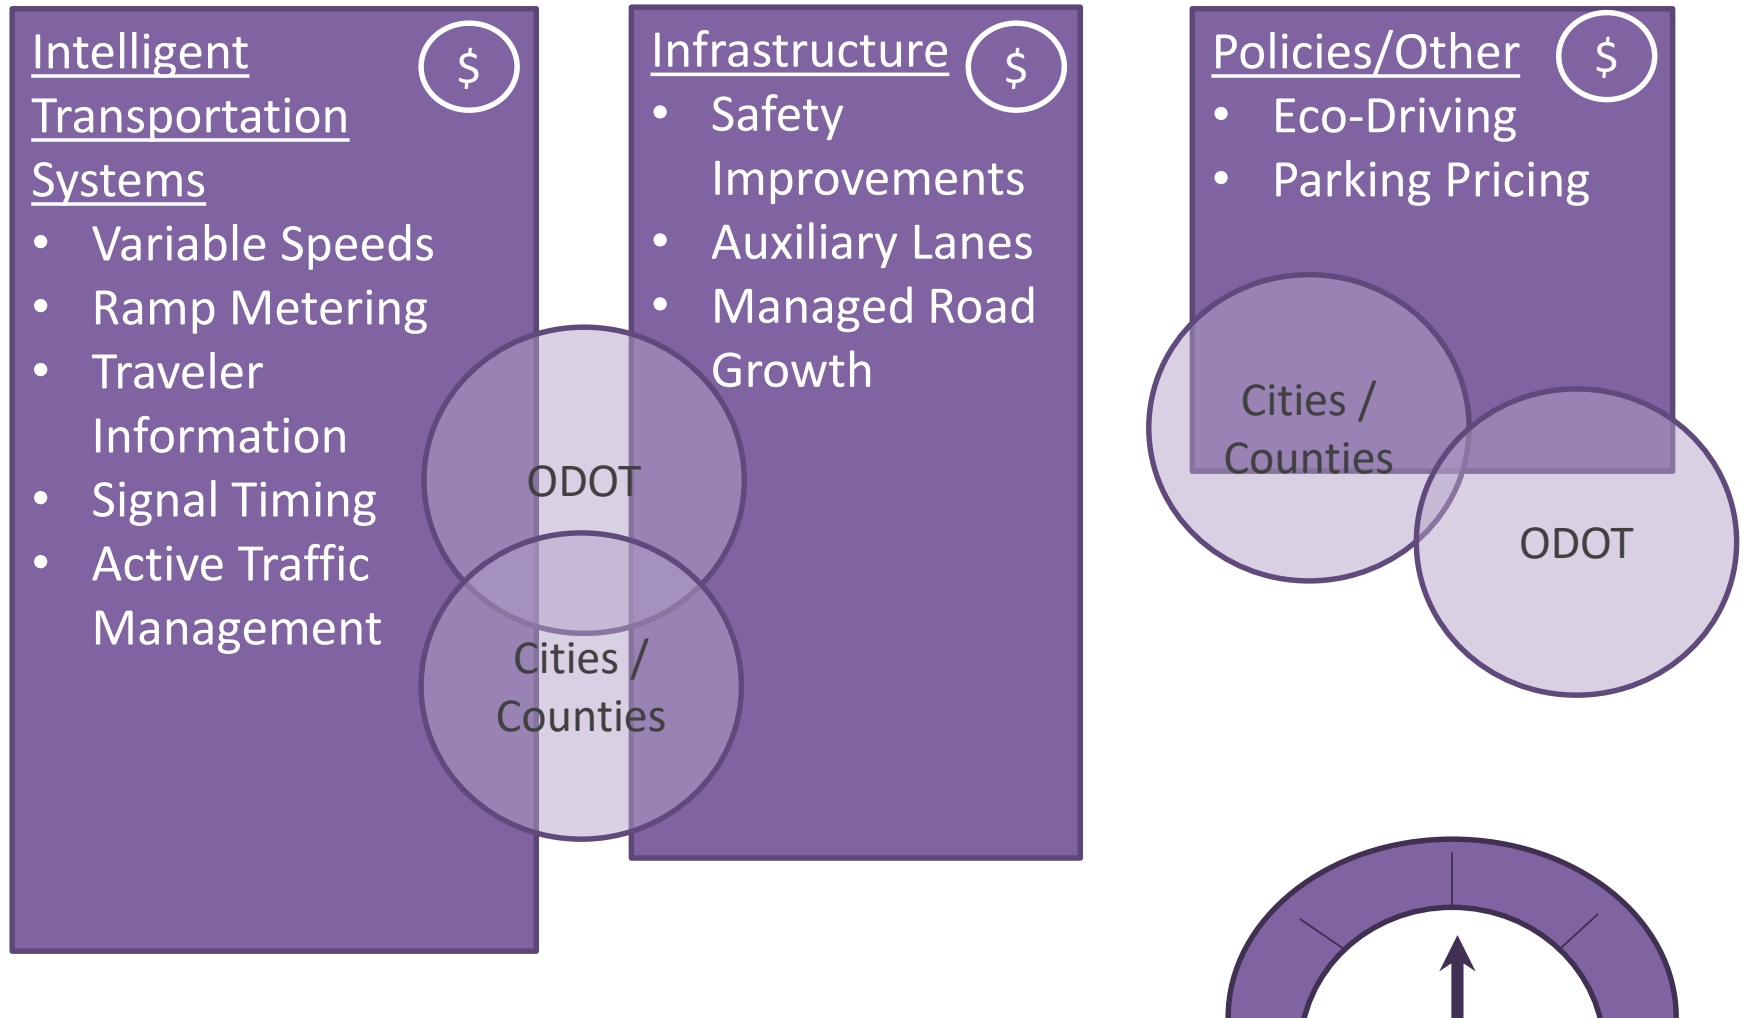 Intelligent
Transportation
Systems
$
• Variable Speeds
• Ramp Metering
• Traveler
Information
• Signal Timing
• Active Traffic
Management
Infrastructure
$
• Safety
Improvements
• Auxiliary Lanes
• Managed Road
Growth
ODOT
Cities /
Counties
Policies/Other
$
• Eco-Driving
• Parking Pricing
Cities /
Counties
ODOT